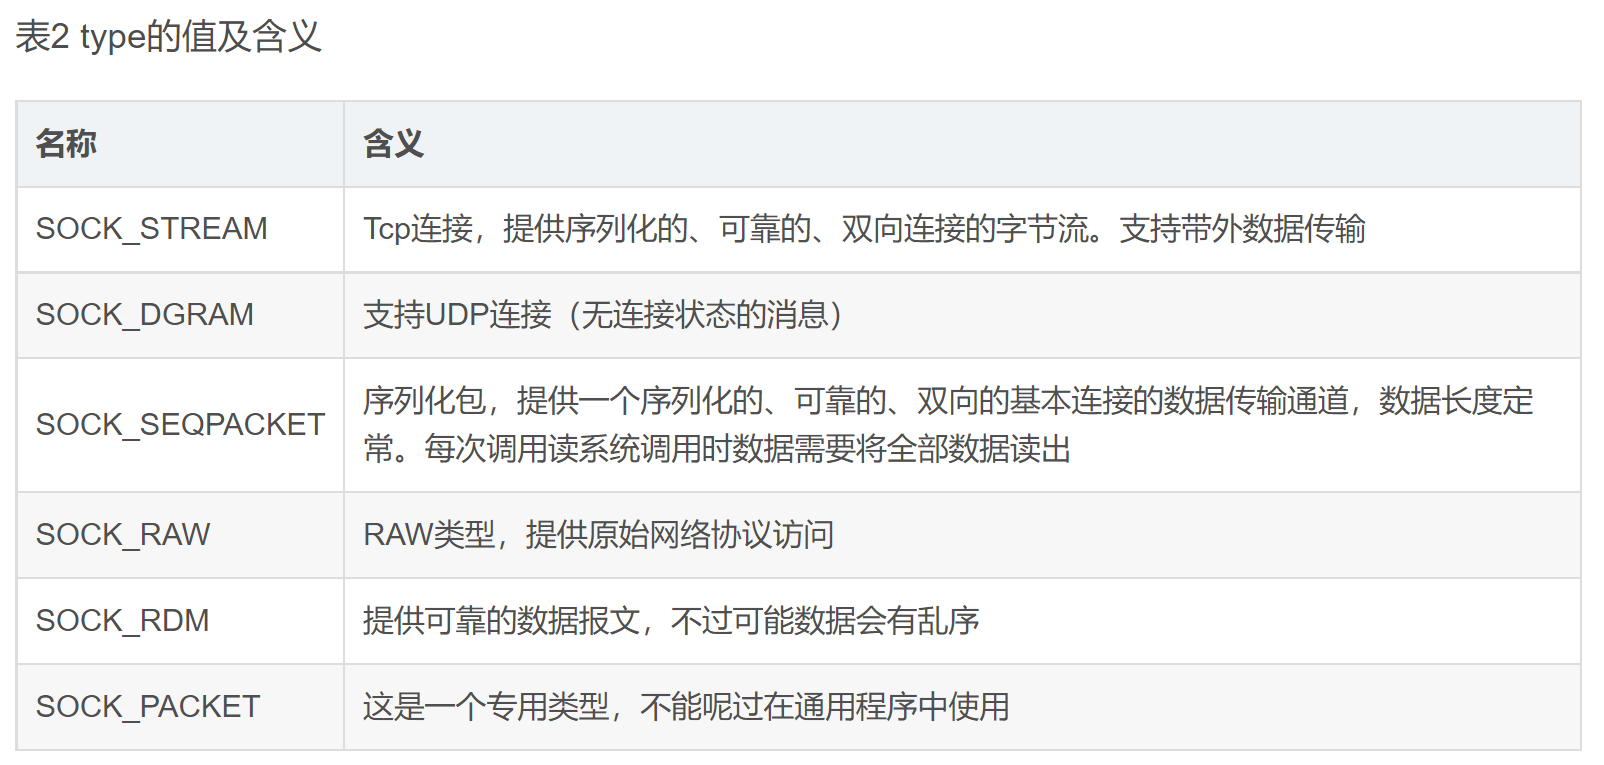 表2 type的值及含义
名称 含义
SOCK_STREAM Tcp连接，提供序列化的、可靠的、双向连接的字节流。支持带外数据传输
SOCK_DGRAM 支持UDP连接（无连接状态的消息）
SOCK_SEQPACKET 序列化包，提供一个序列化的、可靠的、双向的基本连接的数据传输通道，数据长度定
常。每次调用读系统调用时数据需要将全部数据读出
SOCK_RAW RAW类型，提供原始网络协议访问
SOCK_RDM 提供可靠的数据报文，不过可能数据会有乱序
SOCK_PACKET 这是一个专用类型，不能呢过在通用程序中使用